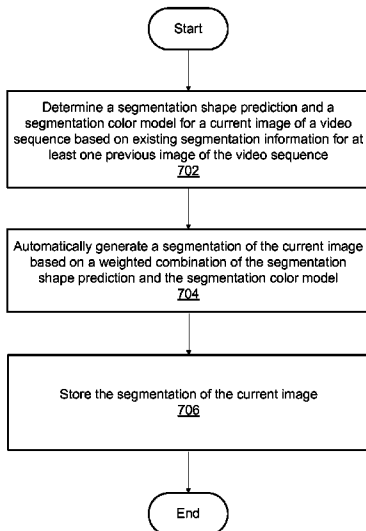 Start
Determine a segmentation shape prediction and a
segmentation color model for a current image of a video
sequence based on existing segmentation information for at
least one previous image of the video sequence
702
Automatically generate a segmentation of the current image
based on a weighted combination of the segmentation
shape prediction and the segmentation color model
704
Store the segmentation of the current image
706
End